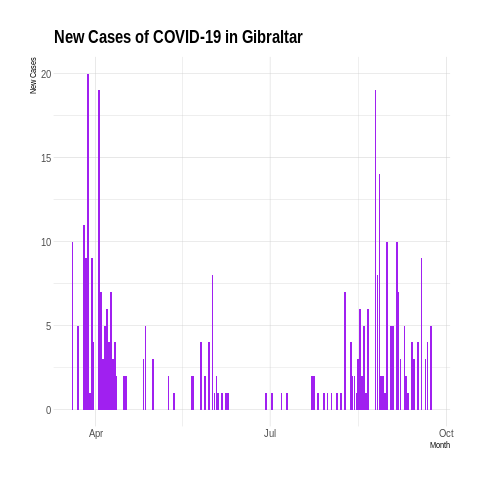 New Cases of COVID-19 in Gibraltar
New Cases
20
15
10
5
0
Apr
Jul
Oct
Month